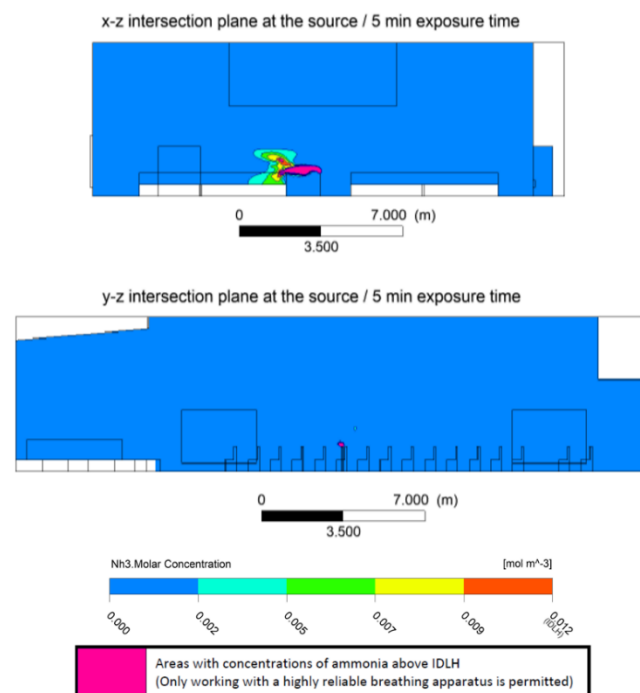 x-z intersection plane at the source / 5 min exposure time
0 7.000 (m)
3.500
y-z intersection plane at the source / 5 min exposure time
0 7.000 (m)
3.500
Nh3.Molar Concentration [mol m^-3]
0.000 0.002 0.005 0.007 0.009 0.012
(IDLH)
Areas with concentrations of ammonia above IDLH
(Only working with a highly reliable breathing apparatus is permitted)